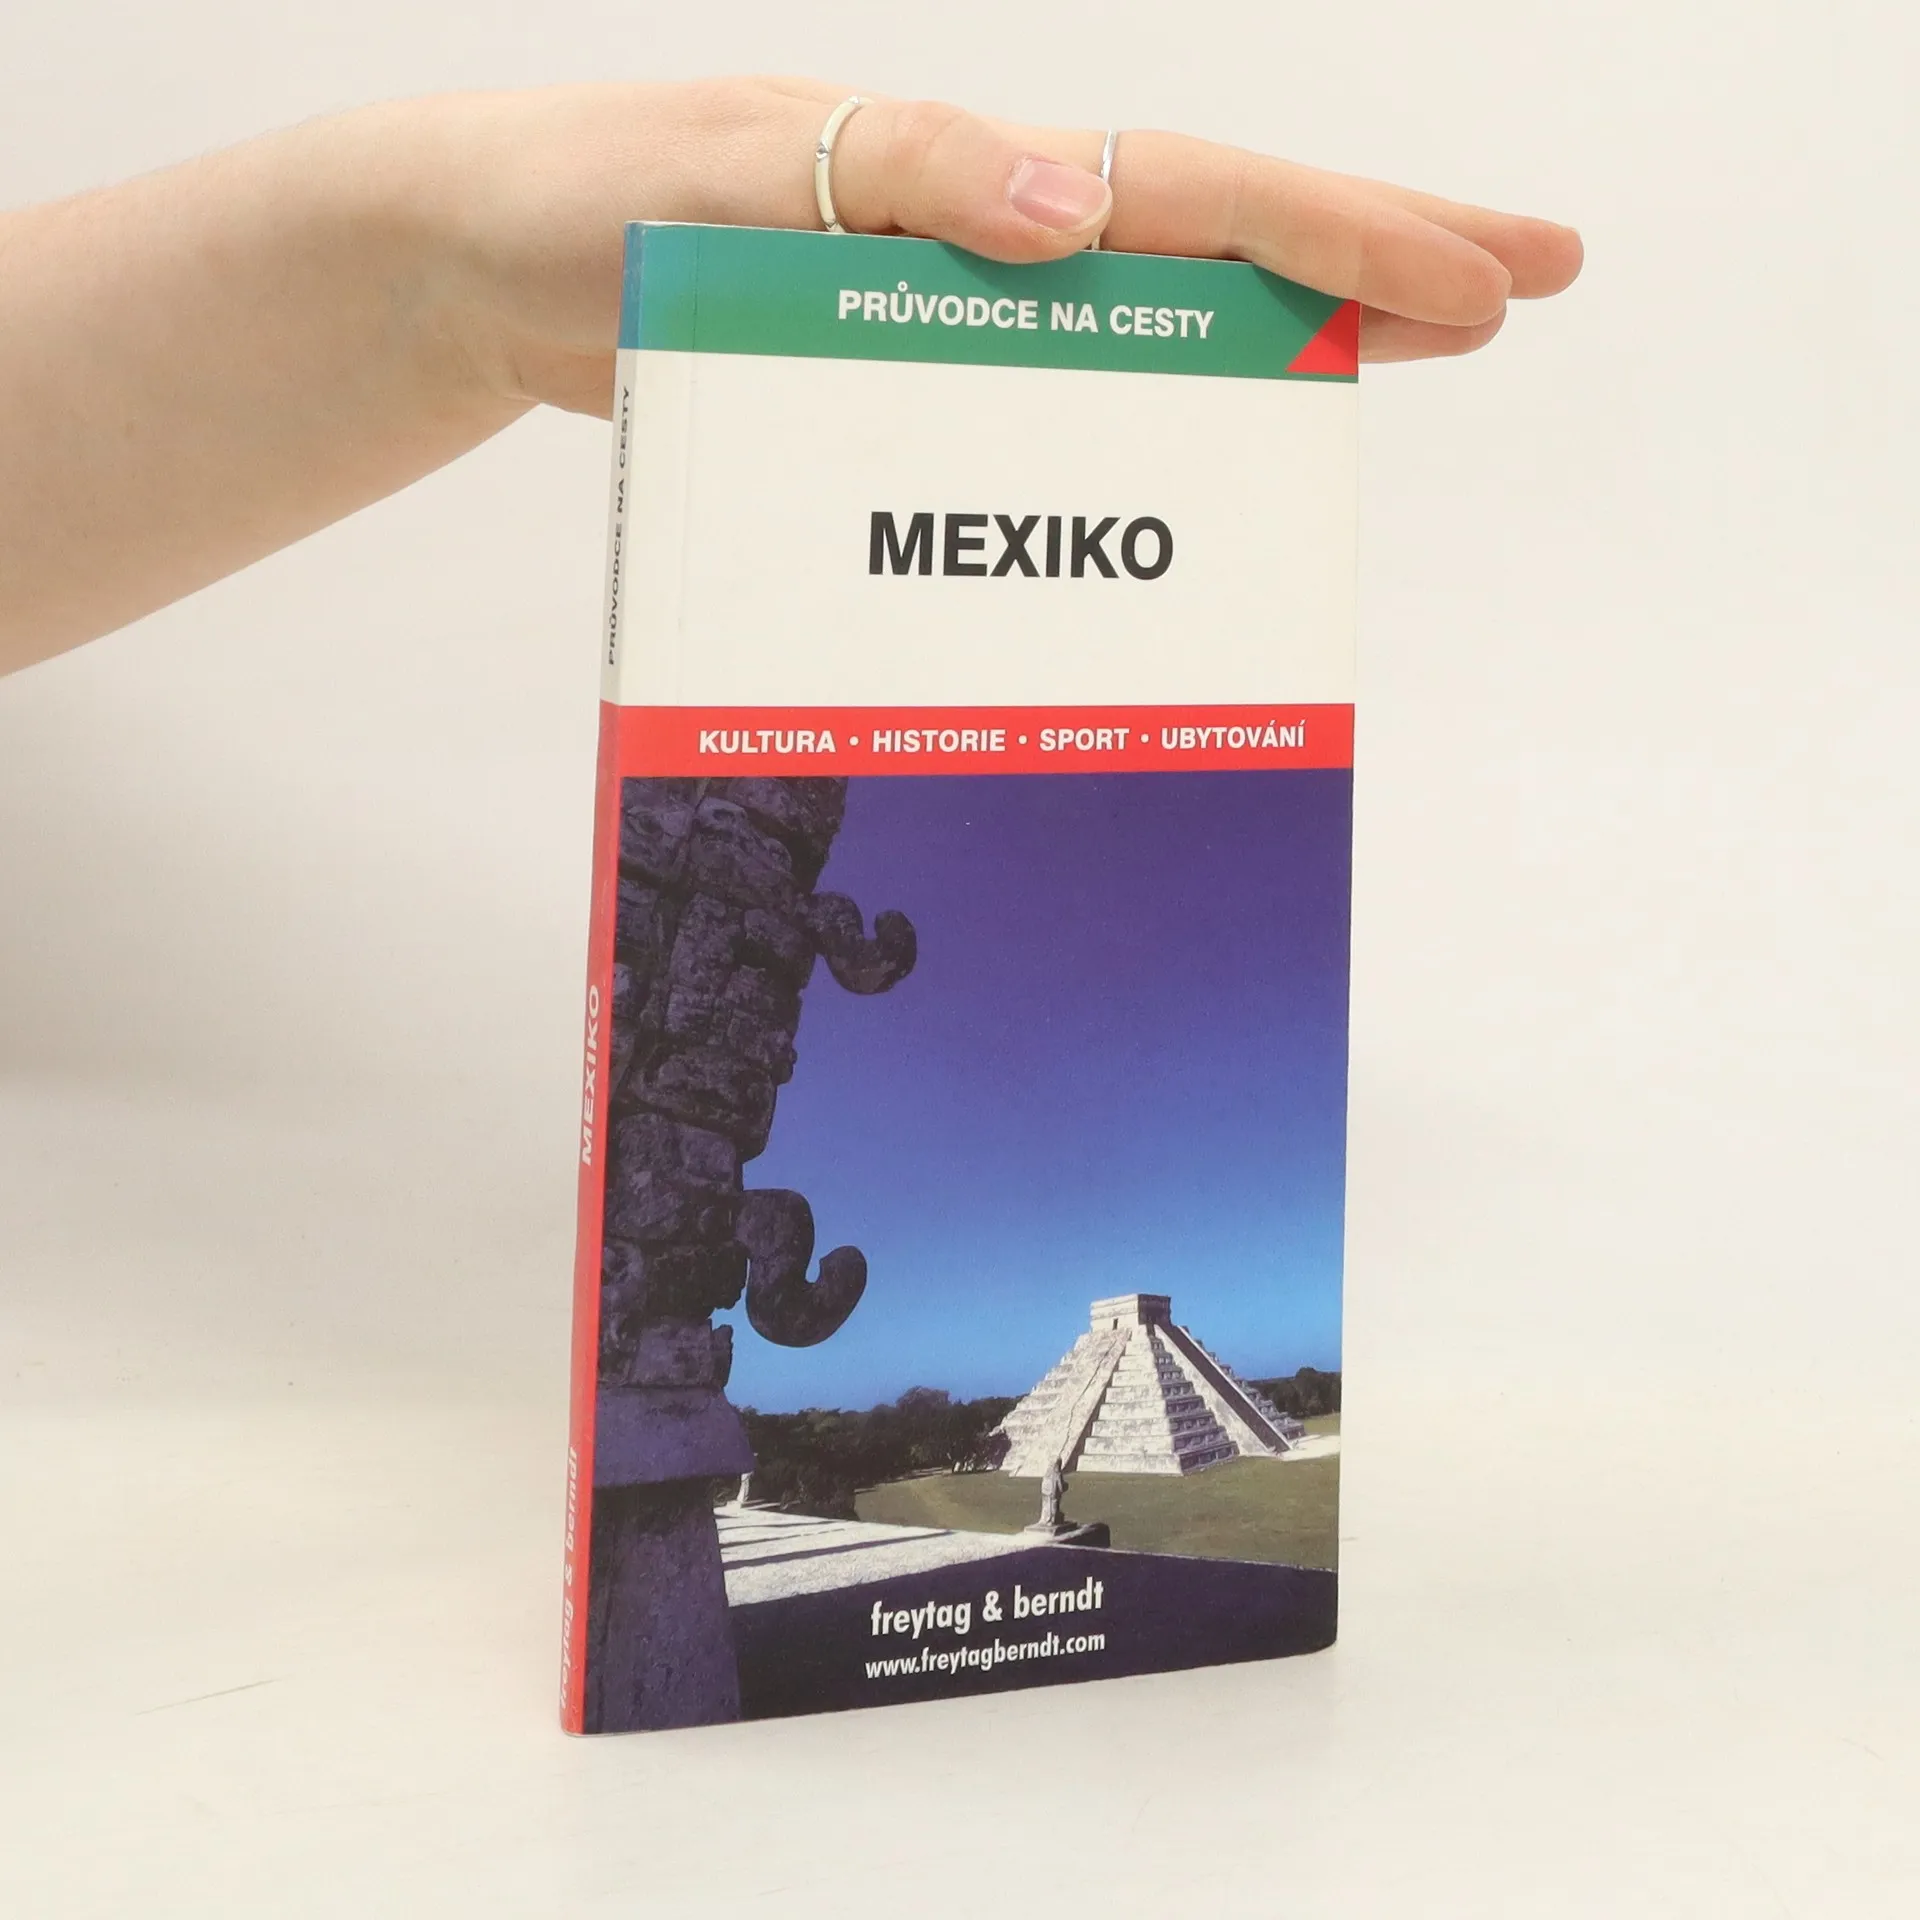 PRŮVODCE NA CESTY
MEXIKO
KULTURA • HISTORIE • SPORT • UBYTOVÁNÍ
freytag & berndt
www.freytagberndt.com
PRŮVODCE NA CESTY
MEXIKO
freytag & berndt